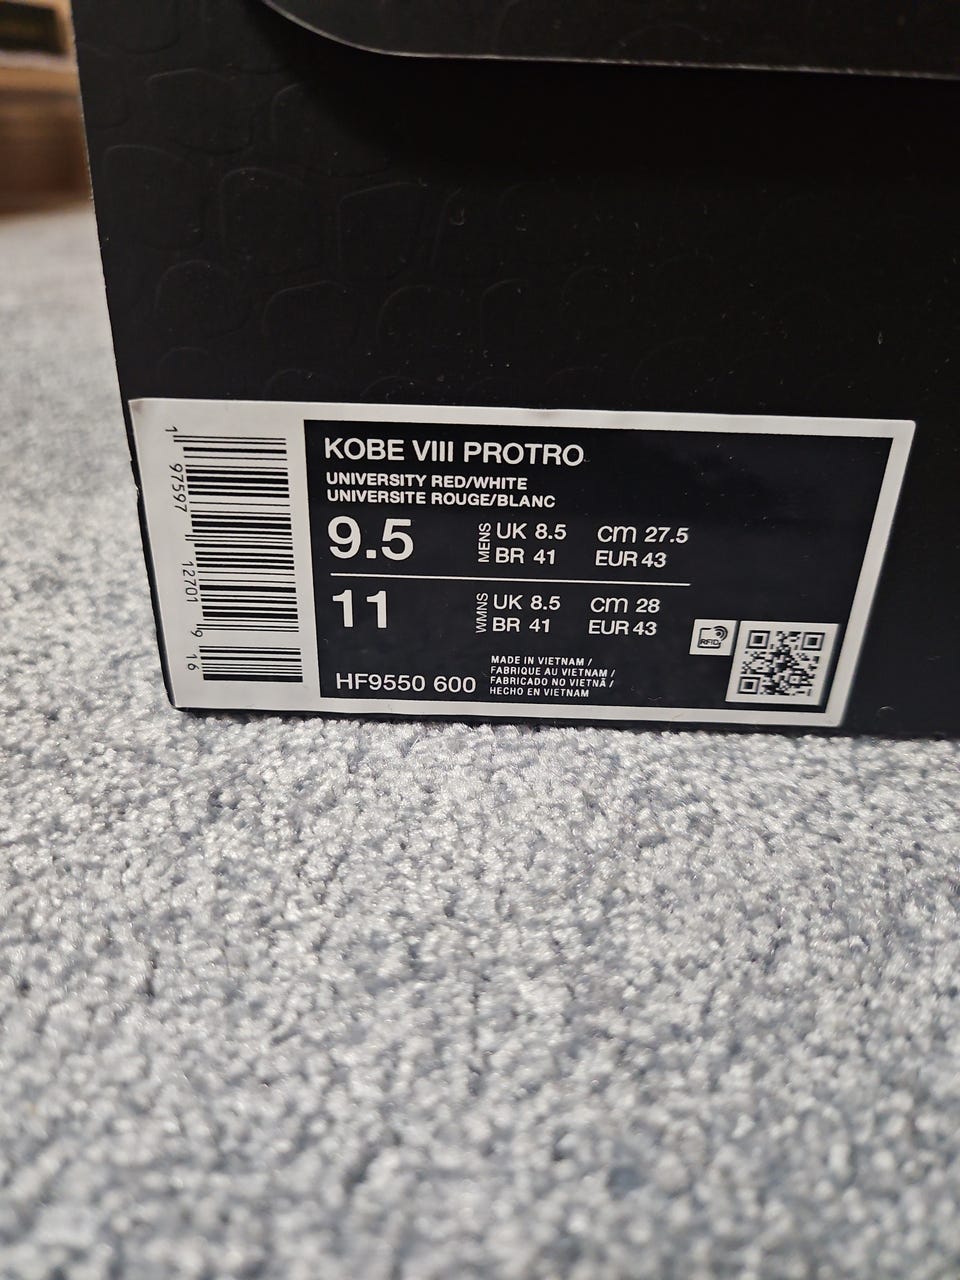 KOBE VIII PROTRO
UNIVERSITY RED/WHITE
UNIVERSITE ROUGE/BLANC
9.5
MENS
UK 8.5 cm 27.5
BR 41 EUR 43
11
WMNS
UK 8.5 cm 28
BR 41 EUR 43
RFID
HF9550 600
MADE IN VIETNAM /
FABRIQUE AU VIETNAM /
FABRICADO NO VIETNÃ /
HECHO EN VIETNAM
1 97597 12701 9 16